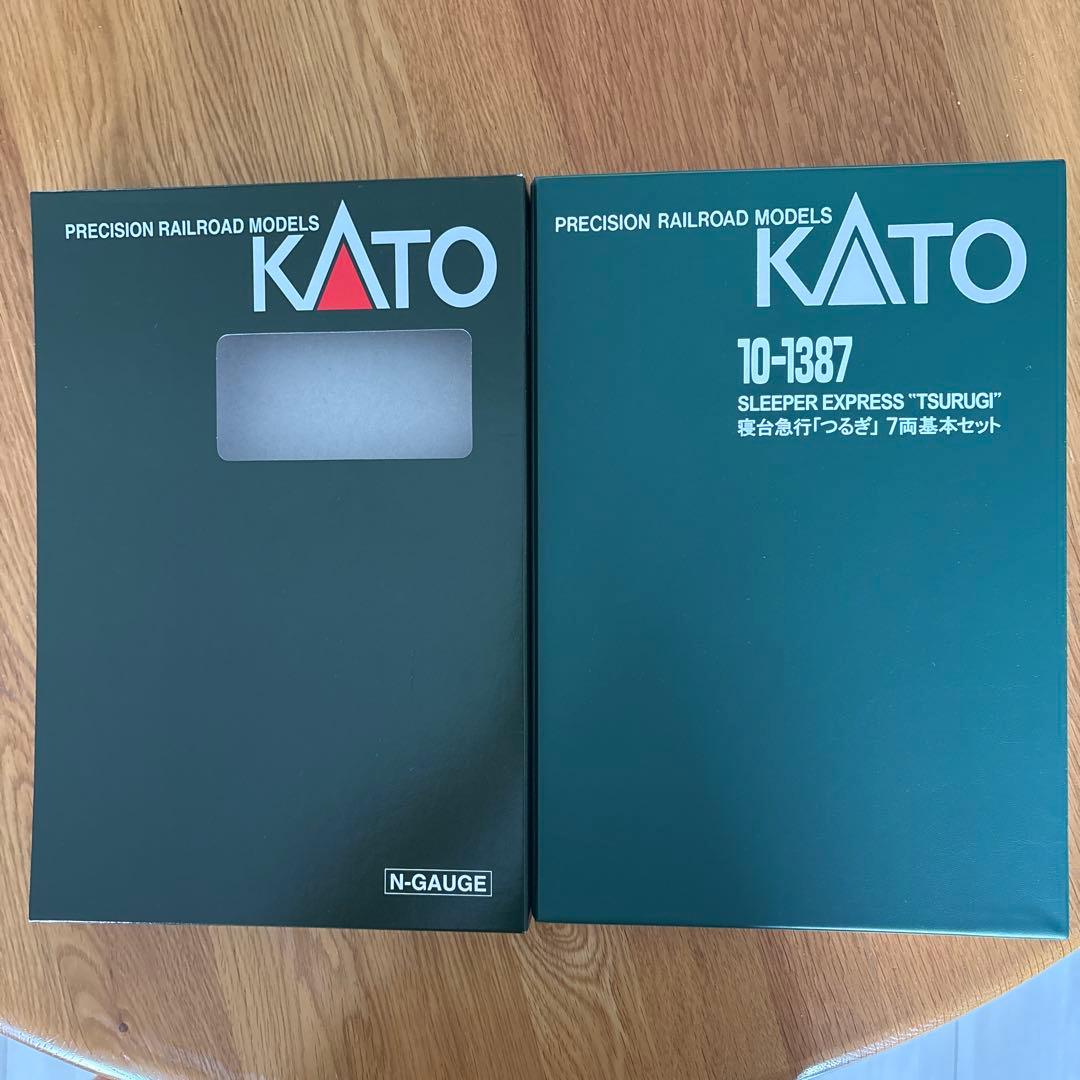 PRECISION RAILROAD MODELS
KATO
N-GAUGE
PRECISION RAILROAD MODELS
KATO
10-1387
SLEEPER EXPRESS "TSURUGI"
寝台急行「つるぎ」 7両基本セット